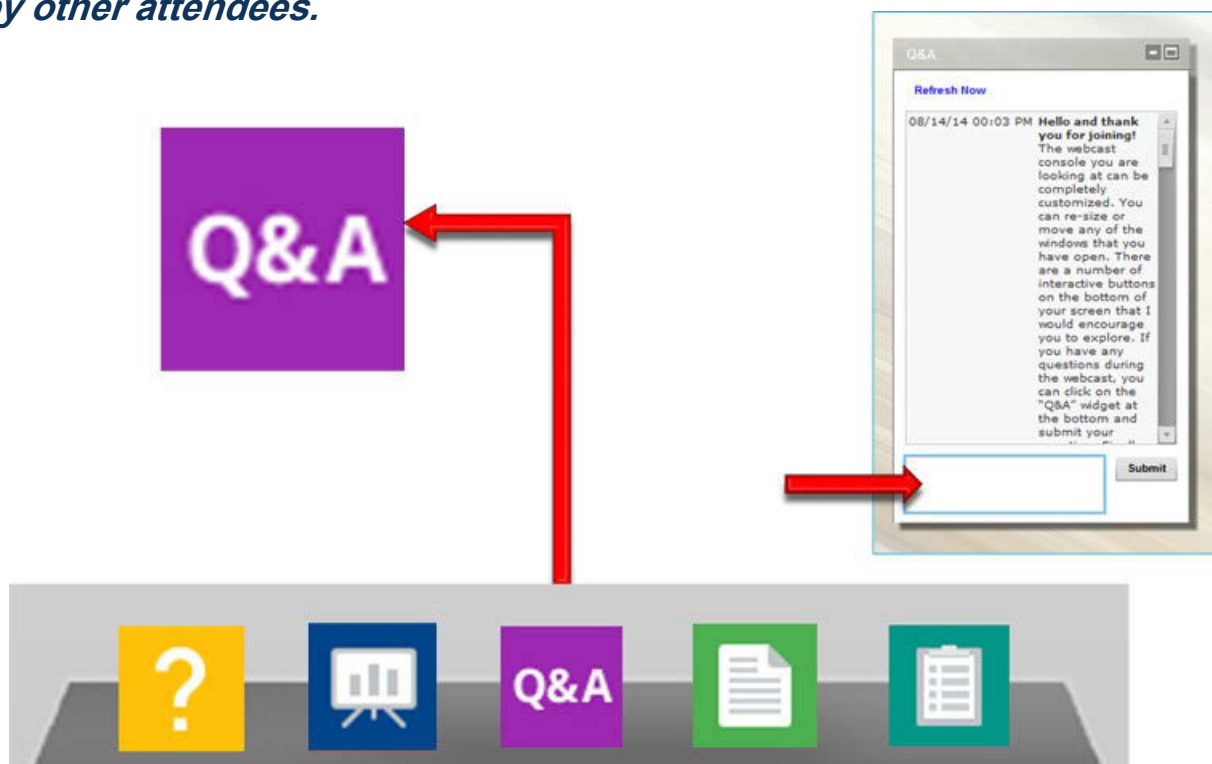 by other attendees.
Q&A
Q&A
Refresh Now
08/14/14 00:03 PM Hello and thank
you for joining!
The webcast
console you are
looking at can be
completely
customized. You
can re-size or
move any of the
windows that you
have open. There
are a number of
interactive buttons
on the bottom of
your screen that I
would encourage
you to explore. If
you have any
questions during
the webcast, you
can click on the
"Q&A" widget at
the bottom and
submit your
Submit
?
Q&A